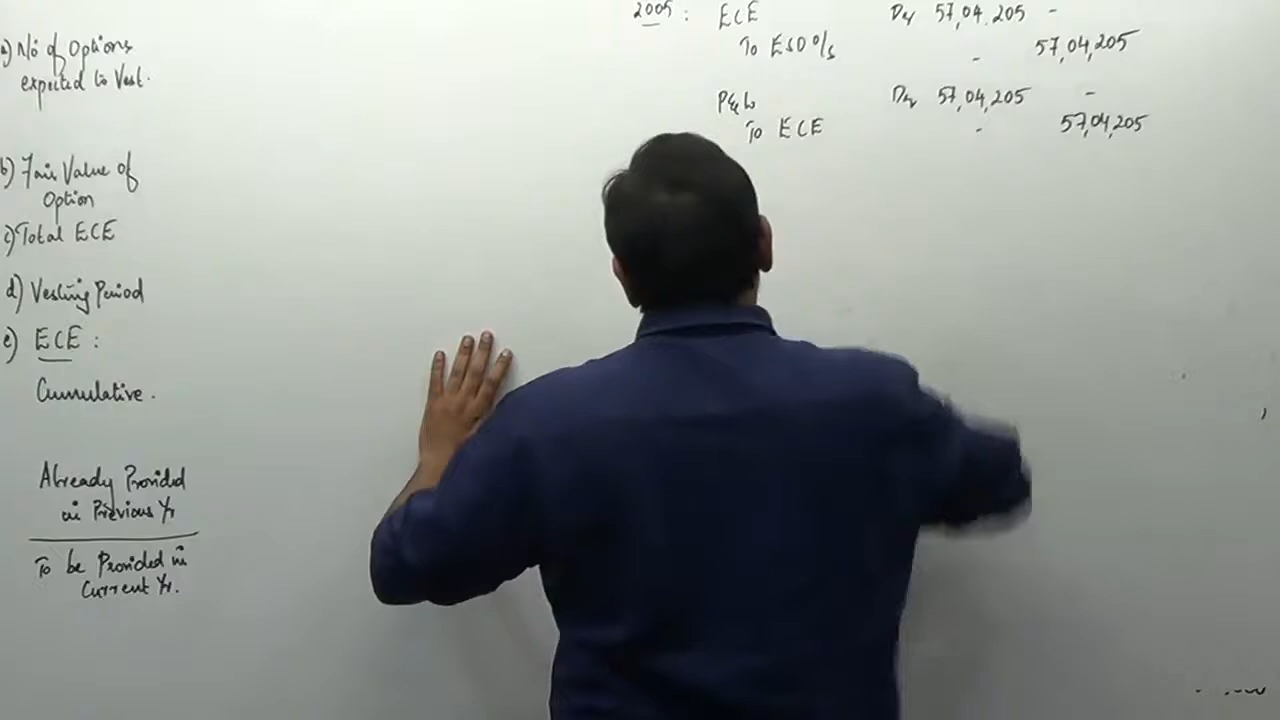 a) No of Options
expected to Vest.
b) Fair Value of
Option
c) Total ECE
d) Vesting Period
e) ECE :
Cumulative.
Already Provided
in Previous Yr
To be Provided in
Current Yr.
2005 : ECE Dr 57,04,205 -
To ESOO/s - 57,04,205
P&L Dr 57,04,205 -
To ECE - 57,04,205